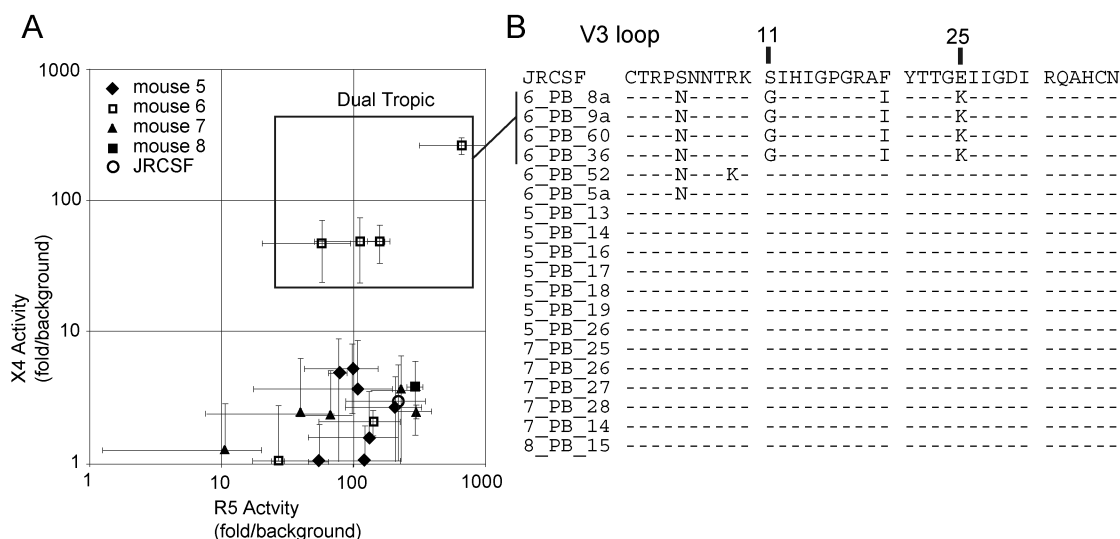 A
B
V3 loop
11
25
1000
100
10
1
1
10
100
1000
X4 Activity
(fold/background)
R5 Actvity
(fold/background)
mouse 5
mouse 6
mouse 7
mouse 8
JRCSF
Dual Tropic
JRCSF CTRPSNNTRK SIHIGPGRAF YTTGEIIGDI RQAHCN
6_PB_8a ----N----- G--------I ----K----- ------
6_PB_9a ----N----- G--------I ----K----- ------
6_PB_60 ----N----- G--------I ----K----- ------
6_PB_36 ----N----- G--------I ----K----- ------
6_PB_52 ----N---K- ---------- ---------- ------
6_PB_5a ----N----- ---------- ---------- ------
5_PB_13 ---------- ---------- ---------- ------
5_PB_14 ---------- ---------- ---------- ------
5_PB_16 ---------- ---------- ---------- ------
5_PB_17 ---------- ---------- ---------- ------
5_PB_18 ---------- ---------- ---------- ------
5_PB_19 ---------- ---------- ---------- ------
5_PB_26 ---------- ---------- ---------- ------
7_PB_25 ---------- ---------- ---------- ------
7_PB_26 ---------- ---------- ---------- ------
7_PB_27 ---------- ---------- ---------- ------
7_PB_28 ---------- ---------- ---------- ------
7_PB_14 ---------- ---------- ---------- ------
8_PB_15 ---------- ---------- ---------- ------